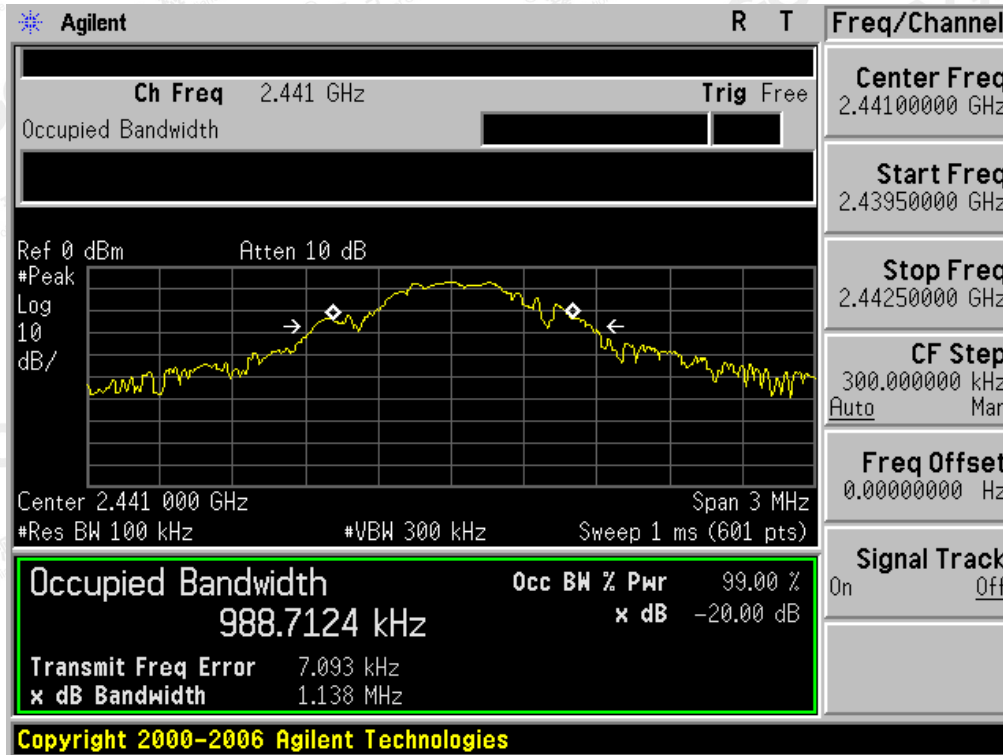 Agilent R T
Freq/Channel
Ch Freq 2.441 GHz Trig Free
Occupied Bandwidth
Center Freq
2.44100000 GHz
Start Freq
2.43950000 GHz
Stop Freq
2.44250000 GHz
CF Step
300.000000 kHz
Auto Man
Freq Offset
0.00000000 Hz
Signal Track
On Off
Ref 0 dBm Atten 10 dB
#Peak
Log
10
dB/
Center 2.441 000 GHz Span 3 MHz
#Res BW 100 kHz #VBW 300 kHz Sweep 1 ms (601 pts)
Occupied Bandwidth
988.7124 kHz
Occ BW % Pwr 99.00 %
x dB -20.00 dB
Transmit Freq Error 7.093 kHz
x dB Bandwidth 1.138 MHz
Copyright 2000-2006 Agilent Technologies